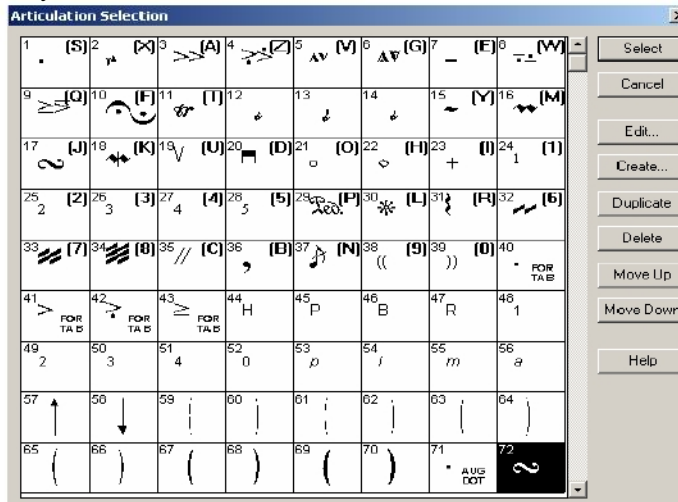 Articulation Selection
1 (S) 2 (X) 3 (A) 4 (Z) 5 (V) 6 (G) 7 (E) 8 (W)
9 (Q) 10 (F) 11 tr (T) 12 13 14 15 (Y) 16 (M)
17 (J) 18 (K) 19 (U) 20 (D) 21 (O) 22 (H) 23 + (I) 24 1 (1)
25 2 (2) 26 3 (3) 27 4 (4) 28 5 (5) 29 Ped. (P) 30 (L) 31 (R) 32 (6)
33 (7) 34 (8) 35 // (C) 36 , (B) 37 (N) 38 (( (9) 39 )) (0) 40 . FOR TAB
41 > FOR TAB 42 FOR TAB 43 FOR TAB 44 H 45 P 46 B 47 R 48 1
49 2 50 3 51 4 52 0 53 p 54 i 55 m 56 a
57 ↑ 58 ↓ 59 60 61 62 63 64
65 ( 66 ) 67 ( 68 ) 69 ( 70 ) 71 . AUG DOT 72
Select
Cancel
Edit...
Create...
Duplicate
Delete
Move Up
Move Down
Help